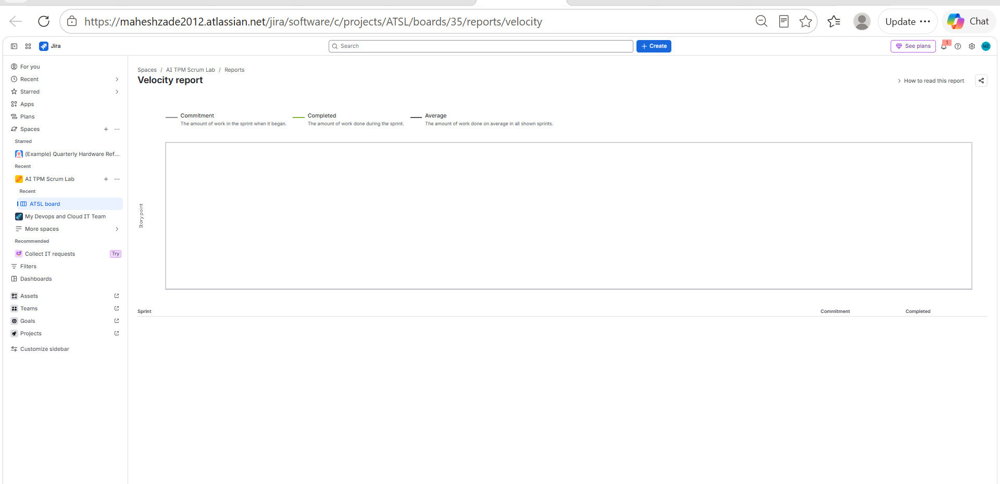 https://maheshzade2012.atlassian.net/jira/software/c/projects/ATSL/boards/35/reports/velocity
Update
Chat
Jira
Search
Create
See plans
1
MZ
For you
Recent
Starred
Apps
Plans
Spaces
Starred
(Example) Quarterly Hardware Ref...
Recent
AI TPM Scrum Lab
Recent
ATSL board
My Devops and Cloud IT Team
More spaces
Recommended
Collect IT requests
Try
Filters
Dashboards
Assets
Teams
Goals
Projects
Customize sidebar
Spaces / AI TPM Scrum Lab / Reports
Velocity report
How to read this report
Commitment
The amount of work in the sprint when it began.
Completed
The amount of work done during the sprint.
Average
The amount of work done on average in all shown sprints.
Story point
Sprint Commitment Completed